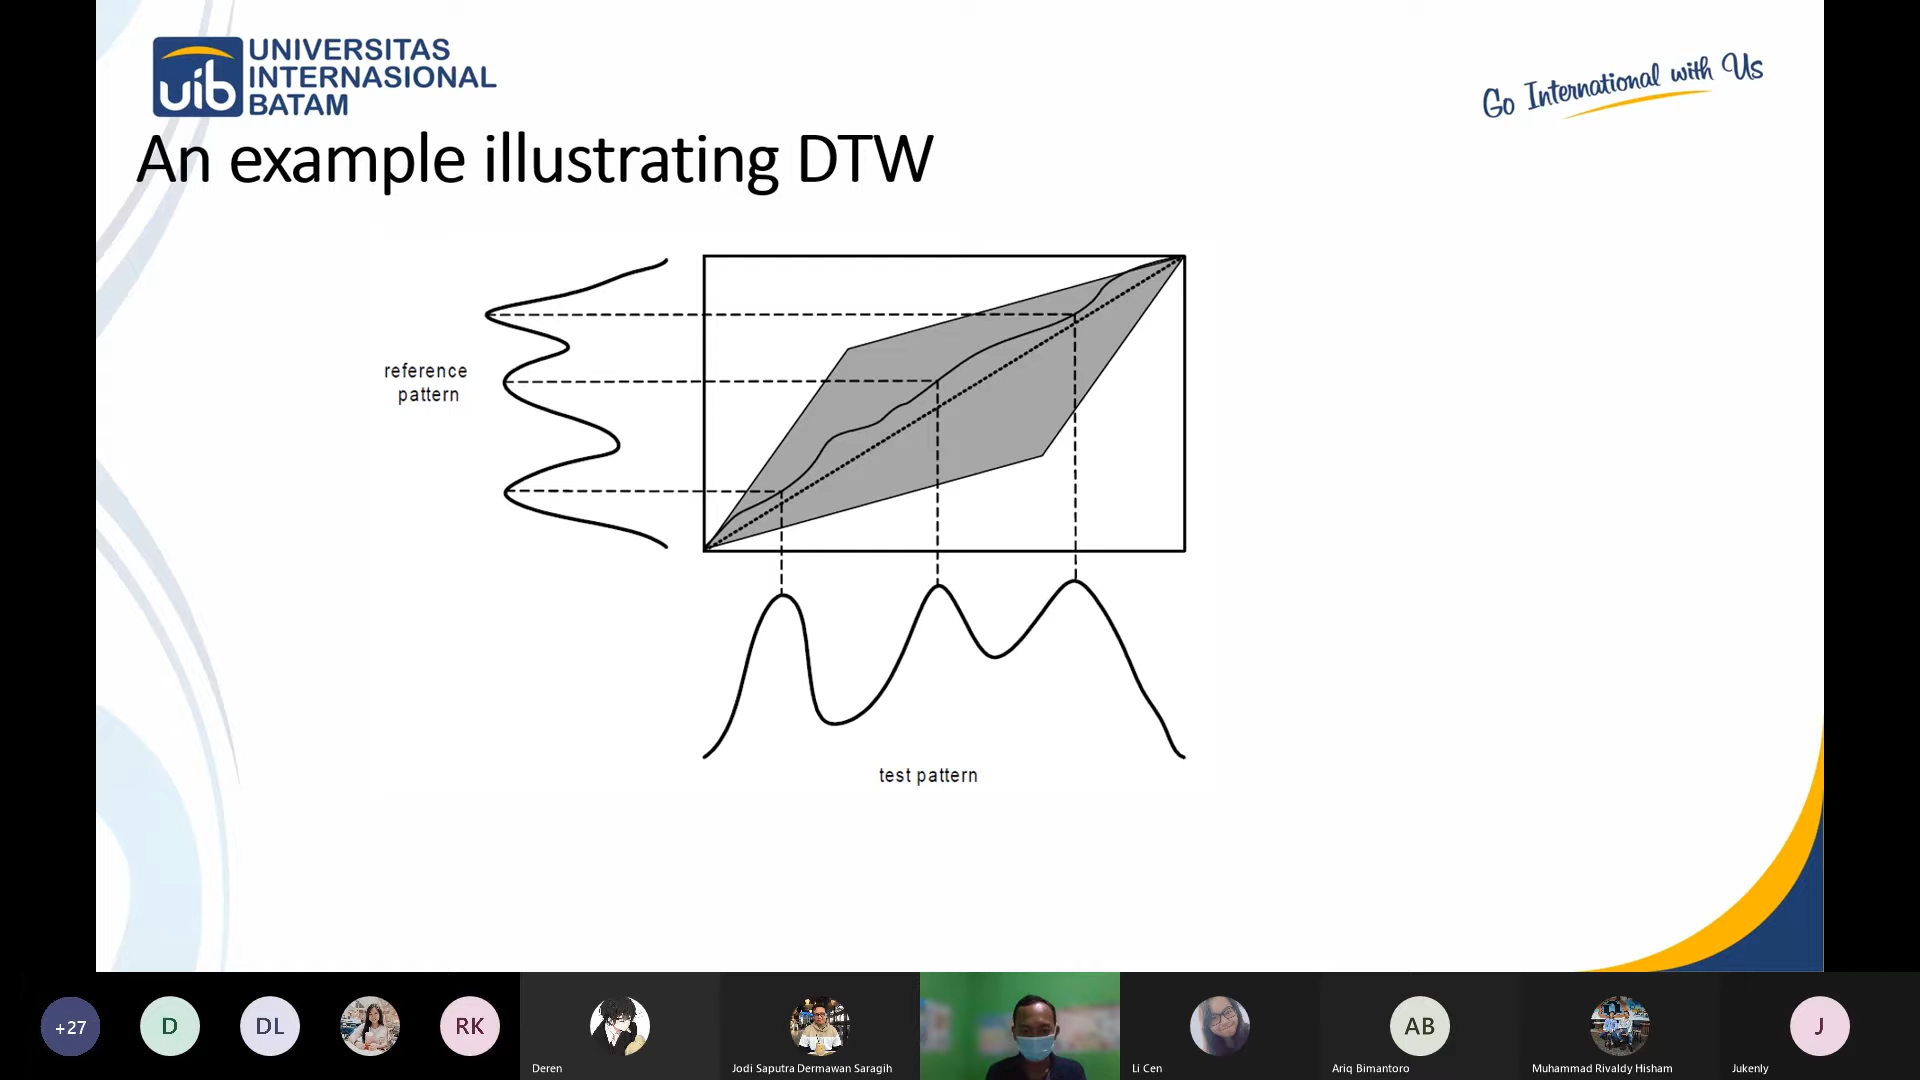 uib
UNIVERSITAS
INTERNASIONAL
BATAM
Go International with Us
An example illustrating DTW
reference
pattern
test pattern
+27
D
DL
RK
Deren
Jodi Saputra Dermawan Saragih
Li Cen
AB
Ariq Bimantoro
Muhammad Rivaldy Hisham
J
Jukenly